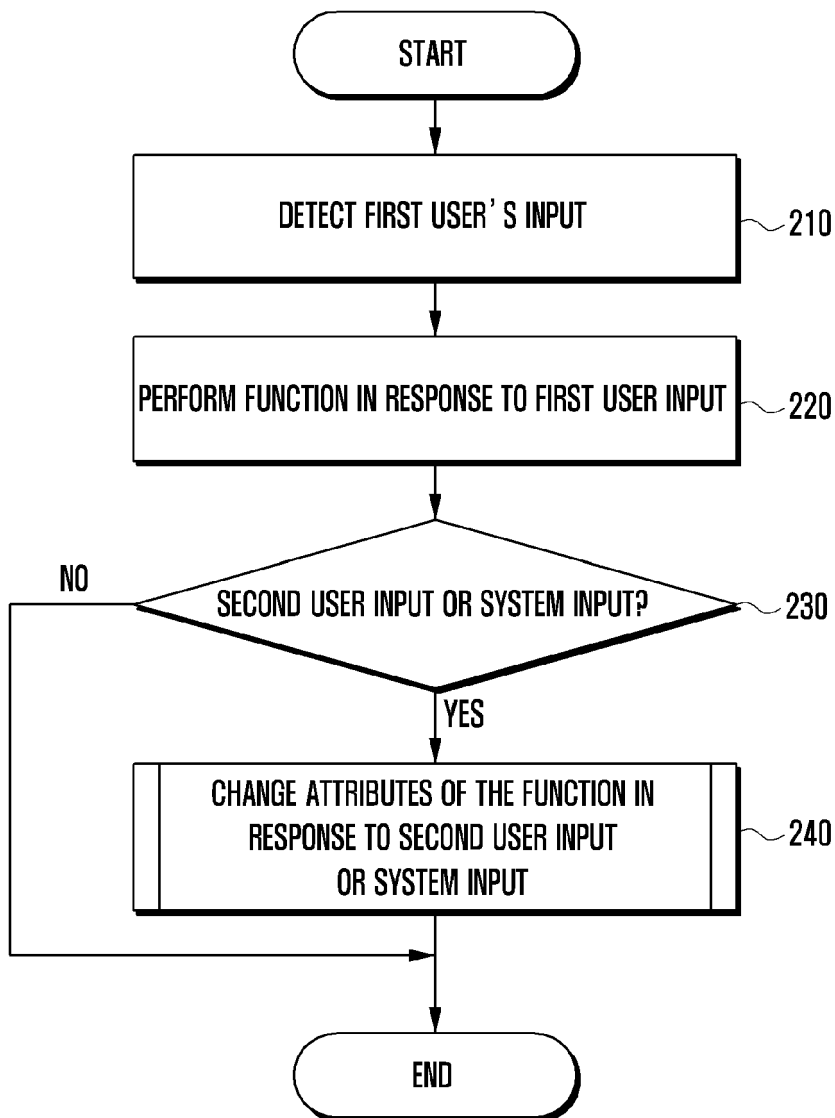 START
DETECT FIRST USER' S INPUT
210
PERFORM FUNCTION IN RESPONSE TO FIRST USER INPUT
220
NO
SECOND USER INPUT OR SYSTEM INPUT?
230
YES
CHANGE ATTRIBUTES OF THE FUNCTION IN
RESPONSE TO SECOND USER INPUT
OR SYSTEM INPUT
240
END